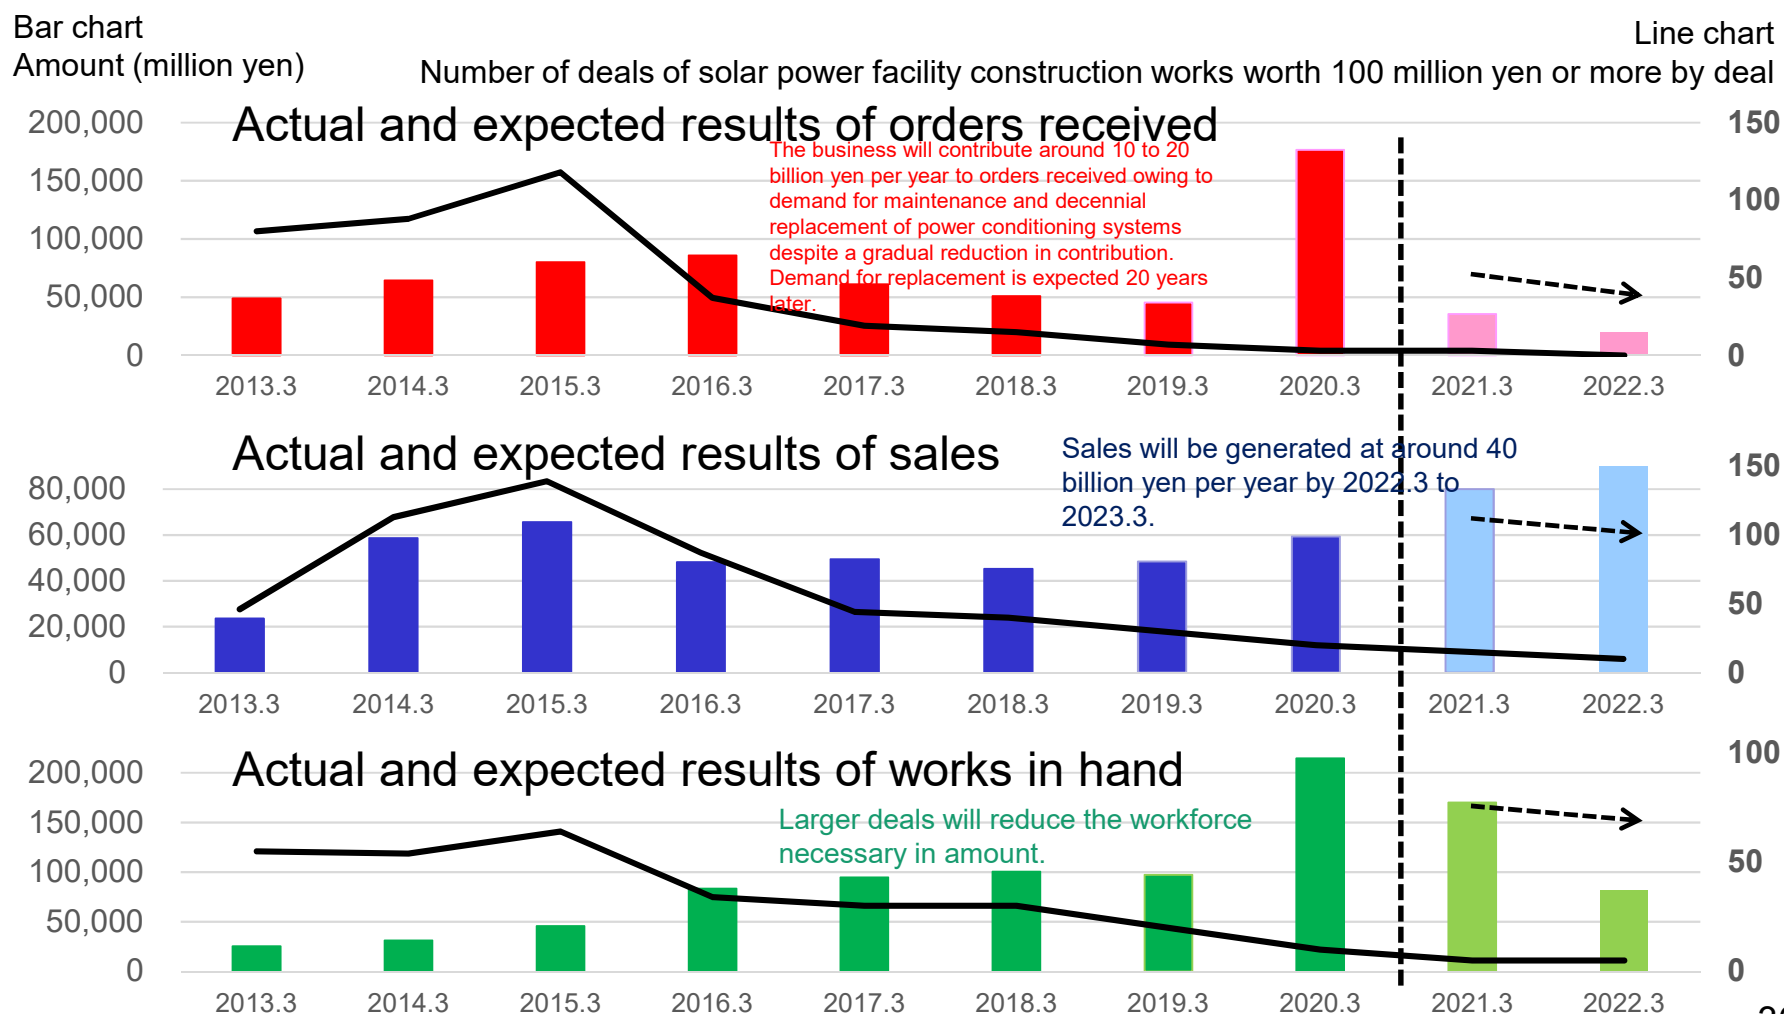 Bar chart
Amount (million yen)
Line chart
Number of deals of solar power facility construction works worth 100 million yen or more by deal
Actual and expected results of orders received
The business will contribute around 10 to 20
billion yen per year to orders received owing to
demand for maintenance and decennial
replacement of power conditioning systems
despite a gradual reduction in contribution.
Demand for replacement is expected 20 years
later.
200,000
150,000
100,000
50,000
0
150
100
50
0
2013.3 2014.3 2015.3 2016.3 2017.3 2018.3 2019.3 2020.3 2021.3 2022.3
Actual and expected results of sales
Sales will be generated at around 40
billion yen per year by 2022.3 to
2023.3.
80,000
60,000
40,000
20,000
0
150
100
50
0
2013.3 2014.3 2015.3 2016.3 2017.3 2018.3 2019.3 2020.3 2021.3 2022.3
Actual and expected results of works in hand
Larger deals will reduce the workforce
necessary in amount.
200,000
150,000
100,000
50,000
0
100
50
0
2013.3 2014.3 2015.3 2016.3 2017.3 2018.3 2019.3 2020.3 2021.3 2022.3